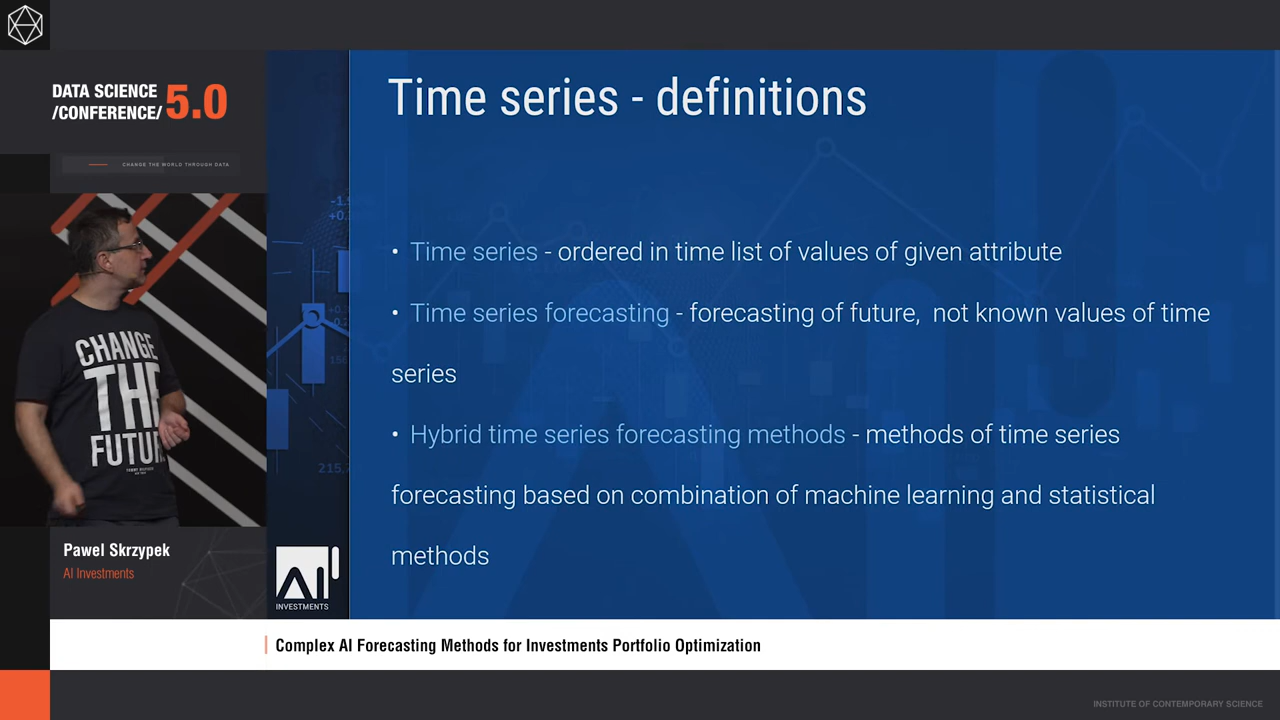 DATA SCIENCE
/CONFERENCE/ 5.0
CHANGE THE WORLD THROUGH DATA
Time series - definitions
• Time series - ordered in time list of values of given attribute
• Time series forecasting - forecasting of future, not known values of time
series
• Hybrid time series forecasting methods - methods of time series
forecasting based on combination of machine learning and statistical
methods
CHANGE
THE
FUTURE
215,
Pawel Skrzypek
AI Investments
AI
INVESTMENTS
Complex AI Forecasting Methods for Investments Portfolio Optimization
INSTITUTE OF CONTEMPORARY SCIENCE